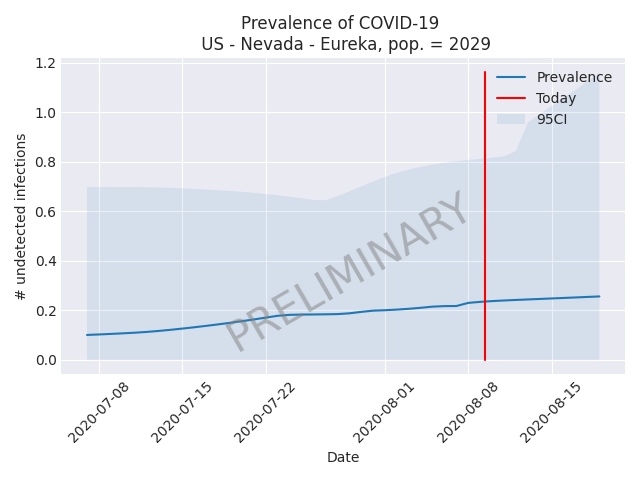 Prevalence of COVID-19
US - Nevada - Eureka, pop. = 2029
1.2
1.0
0.8
0.6
0.4
0.2
0.0
# undetected infections
Prevalence
Today
95CI
PRELIMINARY
2020-07-08
2020-07-15
2020-07-22
2020-08-01
2020-08-08
2020-08-15
Date